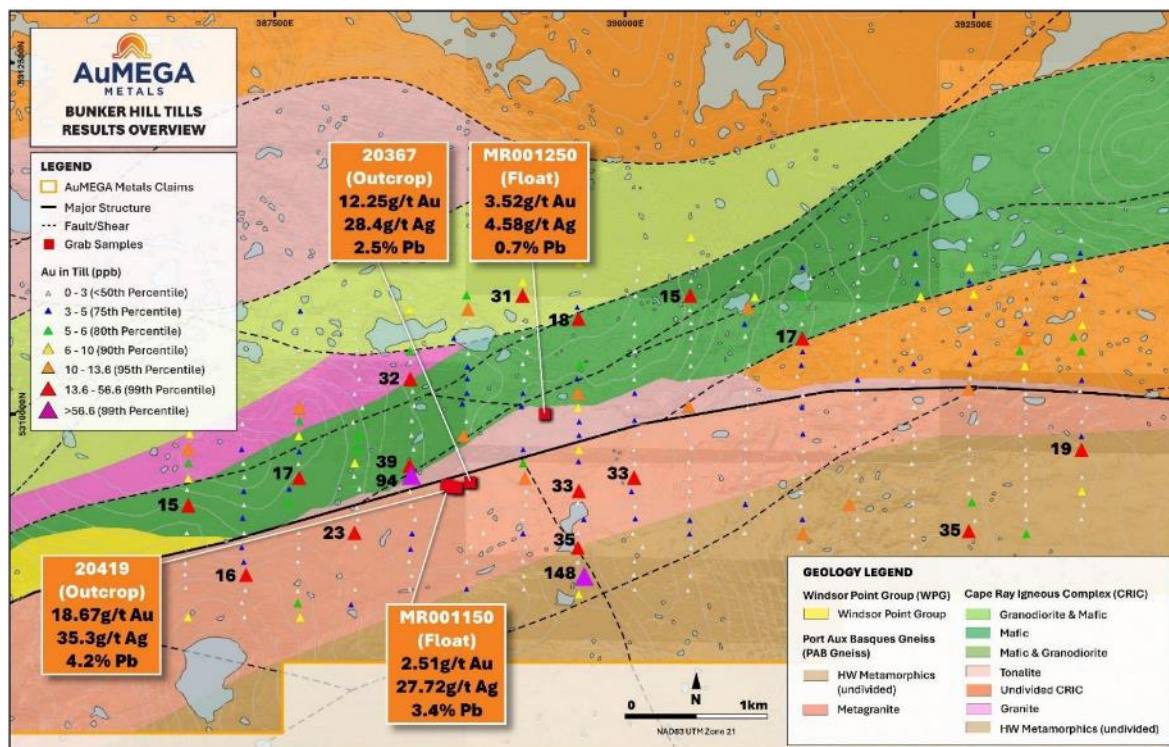 387500E
390000E
392500E
5312500N
5310000N
AuMEGA
METALS
BUNKER HILL TILLS
RESULTS OVERVIEW
LEGEND
AuMEGA Metals Claims
Major Structure
Fault/Shear
Grab Samples
Au in Till (ppb)
0 - 3 (<50th Percentile)
3 - 5 (75th Percentile)
5 - 6 (80th Percentile)
6 - 10 (90th Percentile)
10 - 13.6 (95th Percentile)
13.6 - 56.6 (99th Percentile)
>56.6 (99th Percentile)
20367
(Outcrop)
12.25g/t Au
28.4g/t Ag
2.5% Pb
MR001250
(Float)
3.52g/t Au
4.58g/t Ag
0.7% Pb
31
15
18
17
32
39
94
17
15
33
33
19
23
35
35
16
148
20419
(Outcrop)
18.67g/t Au
35.3g/t Ag
4.2% Pb
MR001150
(Float)
2.51g/t Au
27.72g/t Ag
3.4% Pb
N
0
1km
NAD83 UTM Zone 21
GEOLOGY LEGEND
Windsor Point Group (WPG)
Windsor Point Group
Port Aux Basques Gneiss
(PAB Gneiss)
HW Metamorphics
(undivided)
Metagranite
Cape Ray Igneous Complex (CRIC)
Granodiorite & Mafic
Mafic
Mafic & Granodiorite
Tonalite
Undivided CRIC
Granite
HW Metamorphics (undivided)